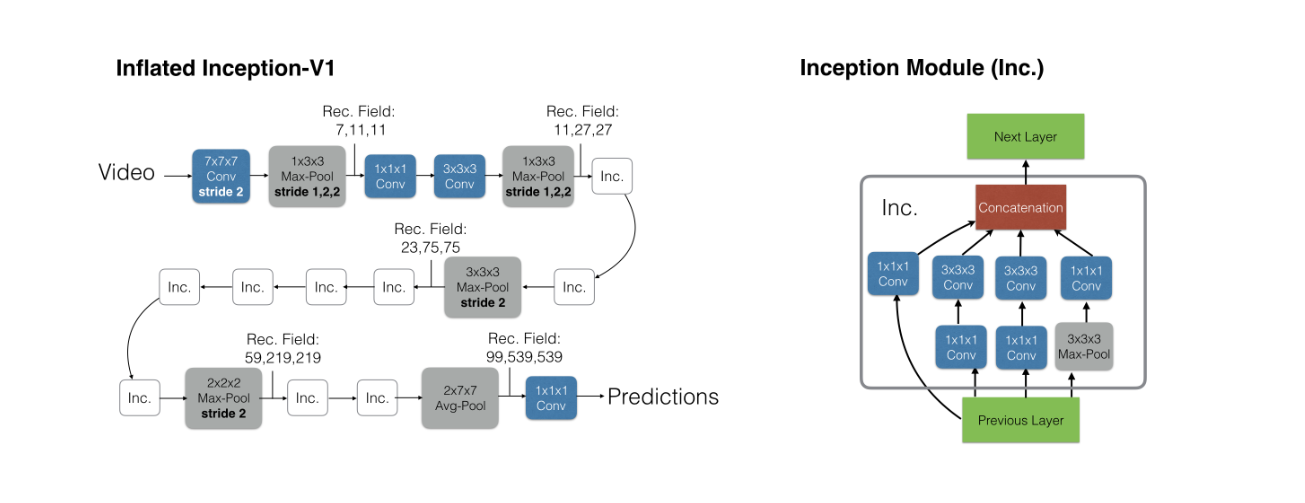 Inflated Inception-V1
Rec. Field:
7,11,11
Rec. Field:
11,27,27
Video
7x7x7
Conv
stride 2
1x3x3
Max-Pool
stride 1,2,2
1x1x1
Conv
3x3x3
Conv
1x3x3
Max-Pool
stride 1,2,2
Inc.
Rec. Field:
23,75,75
Inc.
Inc.
Inc.
Inc.
3x3x3
Max-Pool
stride 2
Inc.
Rec. Field:
59,219,219
Rec. Field:
99,539,539
Inc.
2x2x2
Max-Pool
stride 2
Inc.
Inc.
2x7x7
Avg-Pool
1x1x1
Conv
Predictions
Inception Module (Inc.)
Next Layer
Inc.
Concatenation
1x1x1
Conv
3x3x3
Conv
3x3x3
Conv
1x1x1
Conv
1x1x1
Conv
1x1x1
Conv
3x3x3
Max-Pool
Previous Layer